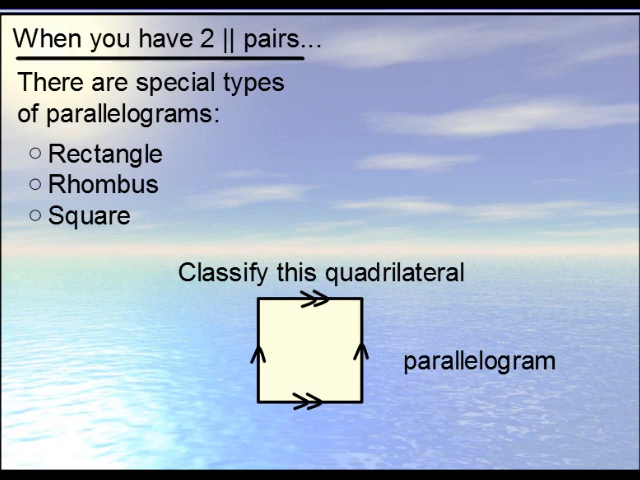 When you have 2 || pairs...
There are special types
of parallelograms:
○ Rectangle
○ Rhombus
○ Square
Classify this quadrilateral
parallelogram